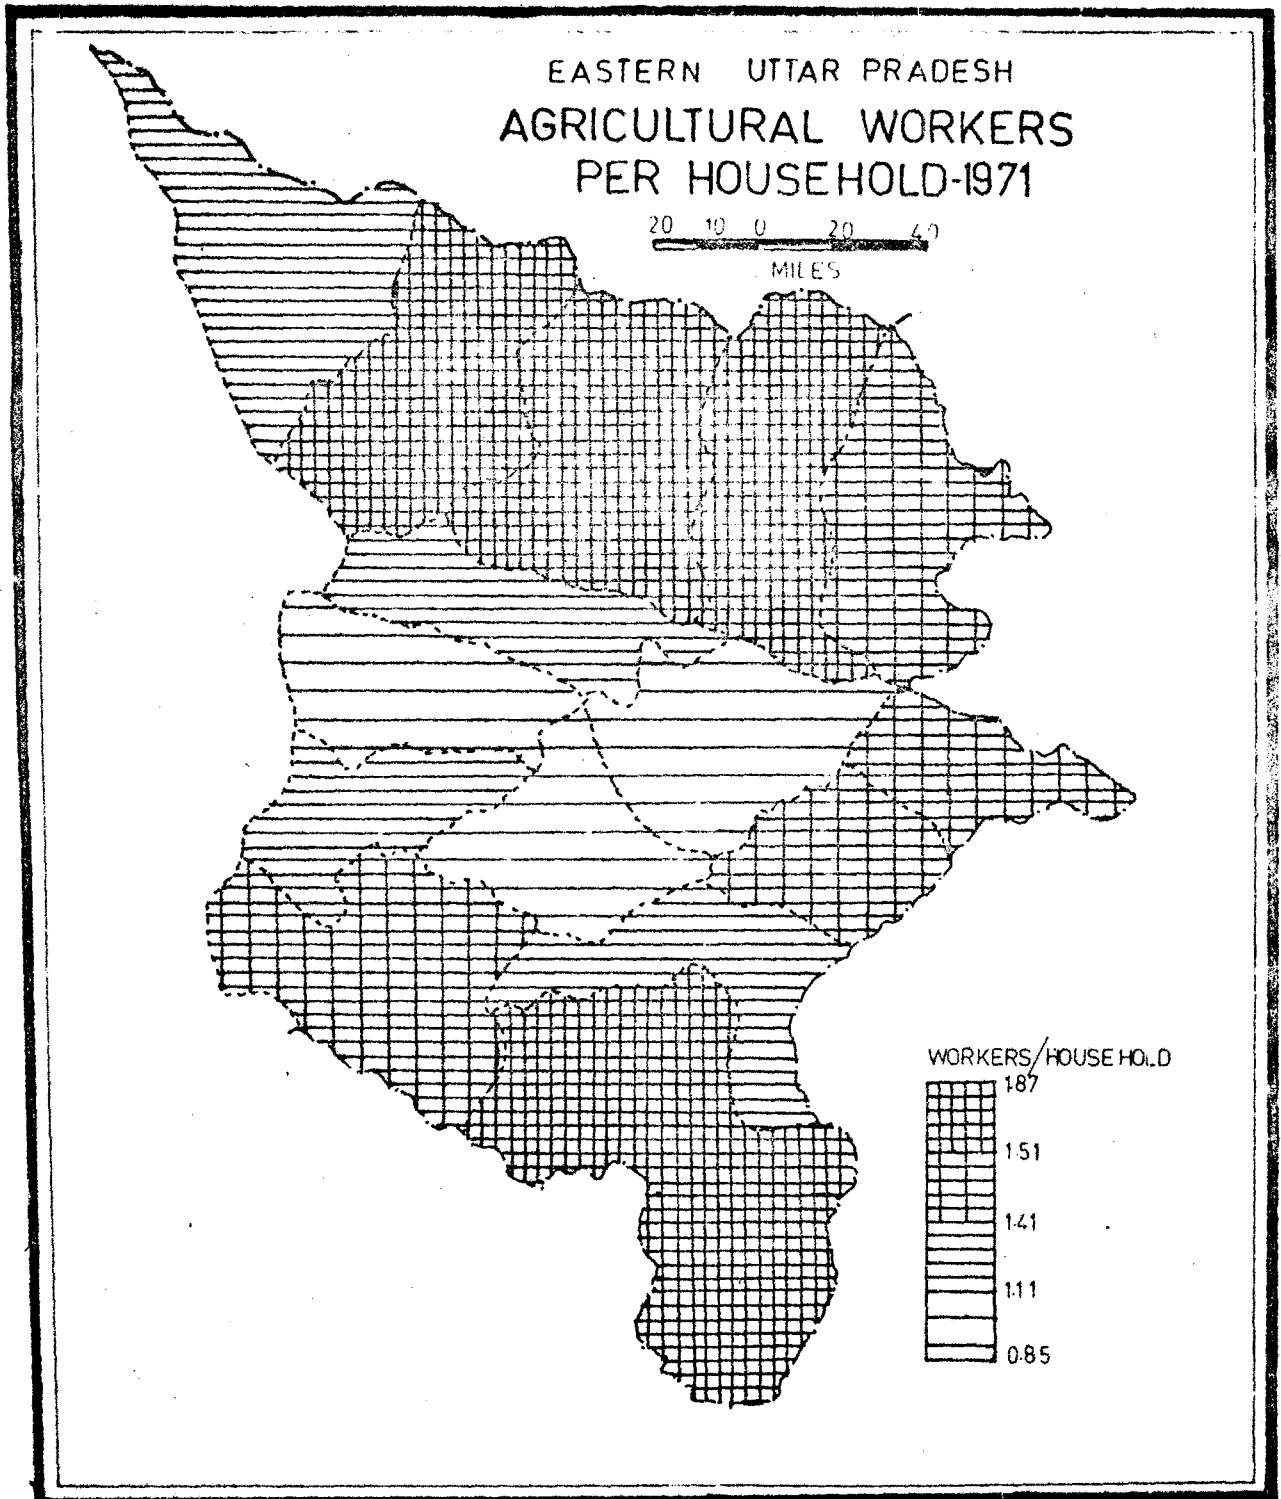 EASTERN UTTAR PRADESH
AGRICULTURAL WORKERS
PER HOUSEHOLD-1971
20 10 0 20 40
MILES
WORKERS/HOUSEHOLD
1.87
1.51
1.41
1.11
0.85